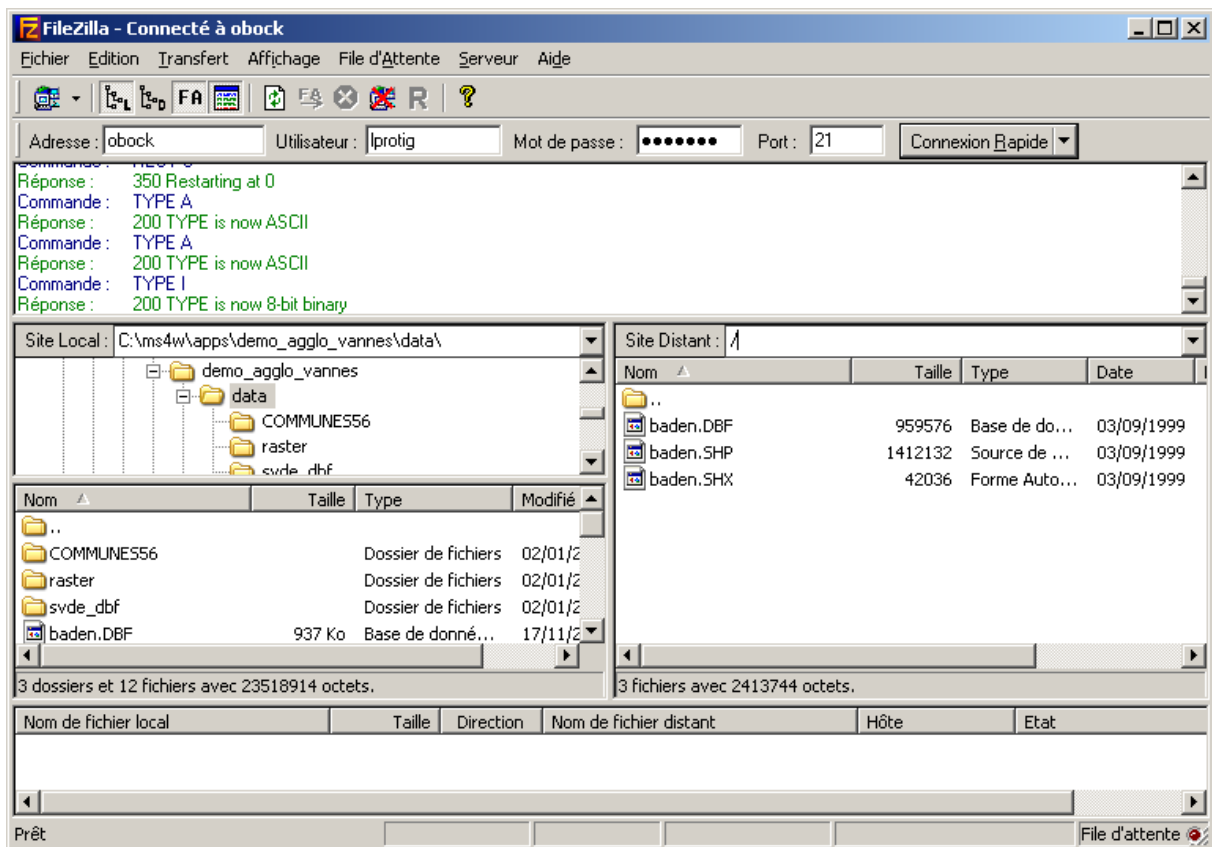 FileZilla - Connecté à obock
Fichier Edition Transfert Affichage File d'Attente Serveur Aide
FA R ?
Adresse : obock Utilisateur : lprotig Mot de passe : ●●●●●●● Port : 21 Connexion Rapide
Réponse : 350 Restarting at 0
Commande : TYPE A
Réponse : 200 TYPE is now ASCII
Commande : TYPE A
Réponse : 200 TYPE is now ASCII
Commande : TYPE I
Réponse : 200 TYPE is now 8-bit binary
Site Local : C:\ms4w\apps\demo_agglo_vannes\data\
demo_agglo_vannes
data
COMMUNES56
raster
svde_dbf
Nom Taille Type Modifié
..
COMMUNES56 Dossier de fichiers 02/01/2
raster Dossier de fichiers 02/01/2
svde_dbf Dossier de fichiers 02/01/2
baden.DBF 937 Ko Base de donné... 17/11/2
3 dossiers et 12 fichiers avec 23518914 octets.
Site Distant : /
Nom Taille Type Date
..
baden.DBF 959576 Base de do... 03/09/1999
baden.SHP 1412132 Source de ... 03/09/1999
baden.SHX 42036 Forme Auto... 03/09/1999
3 fichiers avec 2413744 octets.
Nom de fichier local Taille Direction Nom de fichier distant Hôte Etat
Prêt File d'attente